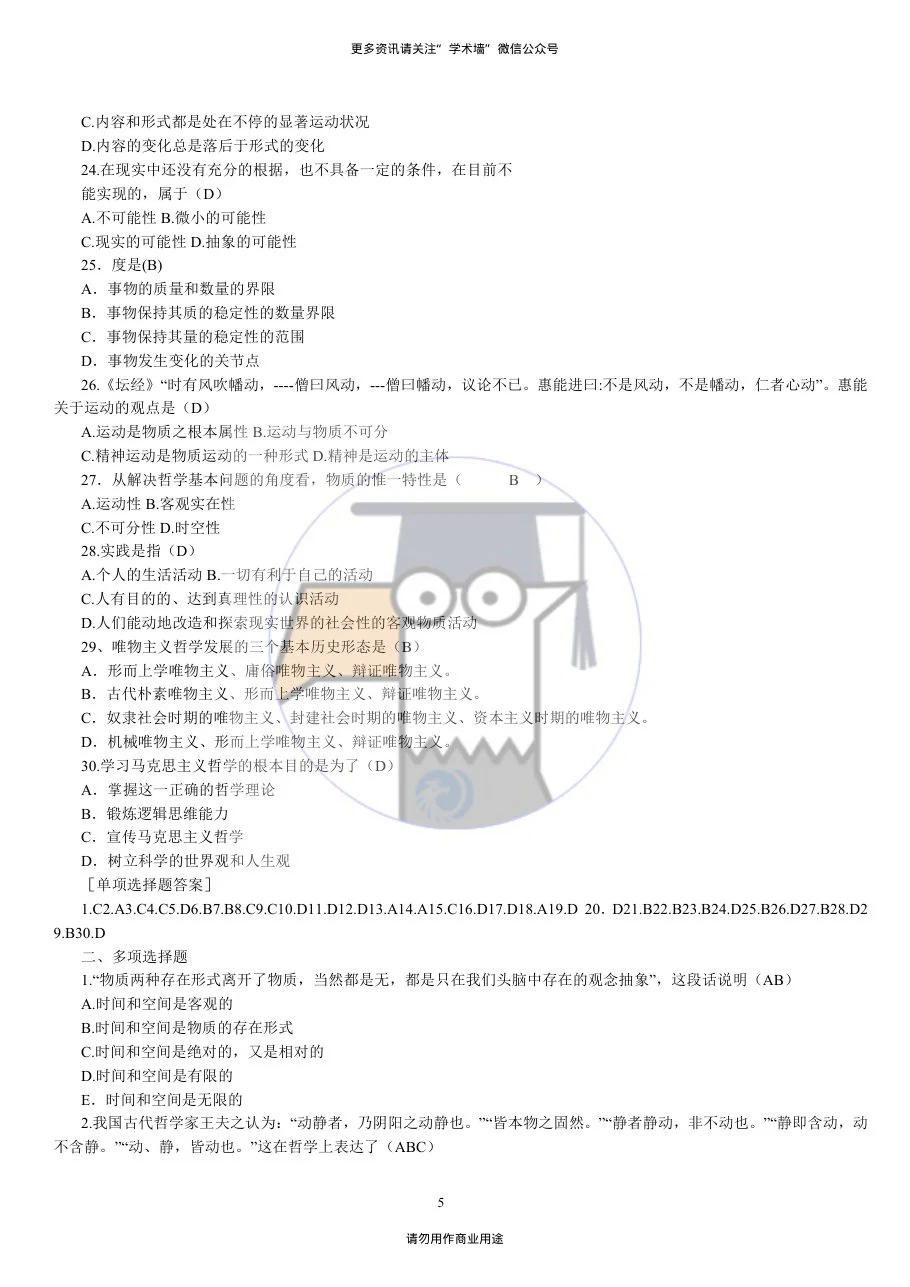 更多资讯请关注“学术墙”微信公众号
C.内容和形式都是处在不停的显著运动状况
D.内容的变化总是落后于形式的变化
24.在现实中还没有充分的根据，也不具备一定的条件，在目前不
能实现的，属于（D）
A.不可能性 B.微小的可能性
C.现实的可能性 D.抽象的可能性
25．度是(B)
A．事物的质量和数量的界限
B．事物保持其质的稳定性的数量界限
C．事物保持其量的稳定性的范围
D．事物发生变化的关节点
26.《坛经》“时有风吹幡动，----僧曰风动，---僧曰幡动，议论不已。惠能进曰:不是风动，不是幡动，仁者心动”。惠能
关于运动的观点是（D）
A.运动是物质之根本属性 B.运动与物质不可分
C.精神运动是物质运动的一种形式 D.精神是运动的主体
27．从解决哲学基本问题的角度看，物质的惟一特性是（ B ）
A.运动性 B.客观实在性
C.不可分性 D.时空性
28.实践是指（D）
A.个人的生活活动 B.一切有利于自己的活动
C.人有目的的、达到真理性的认识活动
D.人们能动地改造和探索现实世界的社会性的客观物质活动
29、唯物主义哲学发展的三个基本历史形态是（B）
A．形而上学唯物主义、庸俗唯物主义、辩证唯物主义。
B．古代朴素唯物主义、形而上学唯物主义、辩证唯物主义。
C．奴隶社会时期的唯物主义、封建社会时期的唯物主义、资本主义时期的唯物主义。
D．机械唯物主义、形而上学唯物主义、辩证唯物主义。
30.学习马克思主义哲学的根本目的是为了（D）
A．掌握这一正确的哲学理论
B．锻炼逻辑思维能力
C．宣传马克思主义哲学
D．树立科学的世界观和人生观
［单项选择题答案］
1.C2.A3.C4.C5.D6.B7.B8.C9.C10.D11.D12.D13.A14.A15.C16.D17.D18.A19.D 20．D21.B22.B23.B24.D25.B26.D27.B28.D2
9.B30.D
二、多项选择题
1.“物质两种存在形式离开了物质，当然都是无，都是只在我们头脑中存在的观念抽象”，这段话说明（AB）
A.时间和空间是客观的
B.时间和空间是物质的存在形式
C.时间和空间是绝对的，又是相对的
D.时间和空间是有限的
E．时间和空间是无限的
2.我国古代哲学家王夫之认为：“动静者，乃阴阳之动静也。”“皆本物之固然。”“静者静动，非不动也。”“静即含动，动
不含静。”“动、静，皆动也。”这在哲学上表达了（ABC）
5
请勿用作商业用途